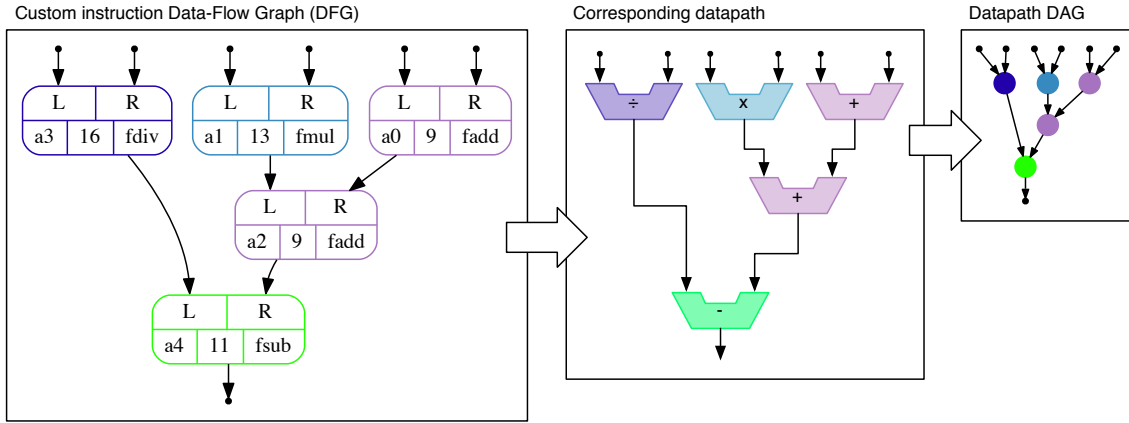 Custom instruction Data-Flow Graph (DFG)
L R
a3 16 fdiv
L R
a1 13 fmul
L R
a0 9 fadd
L R
a2 9 fadd
L R
a4 11 fsub
Corresponding datapath
÷ x +
+
-
Datapath DAG